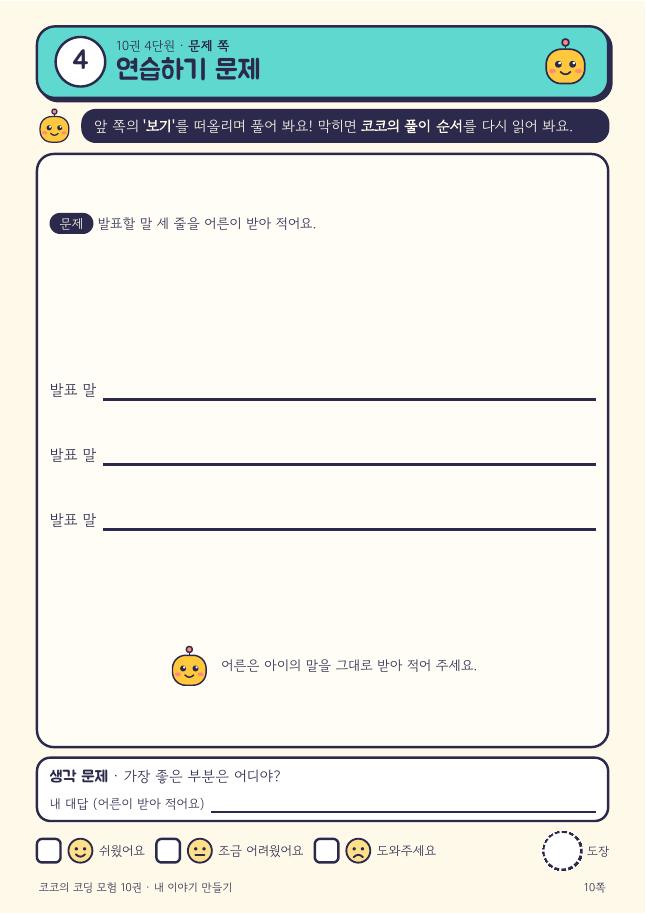 4
10권 4단원 · 문제 쪽
연습하기 문제
앞 쪽의 '보기'를 떠올리며 풀어 봐요! 막히면 코코의 풀이 순서를 다시 읽어 봐요.
문제 발표할 말 세 줄을 어른이 받아 적어요.
발표 말
발표 말
발표 말
어른은 아이의 말을 그대로 받아 적어 주세요.
생각 문제 · 가장 좋은 부분은 어디야?
내 대답 (어른이 받아 적어요)
쉬웠어요 조금 어려웠어요 도와주세요 도장
코코의 코딩 모험 10권 · 내 이야기 만들기 10쪽